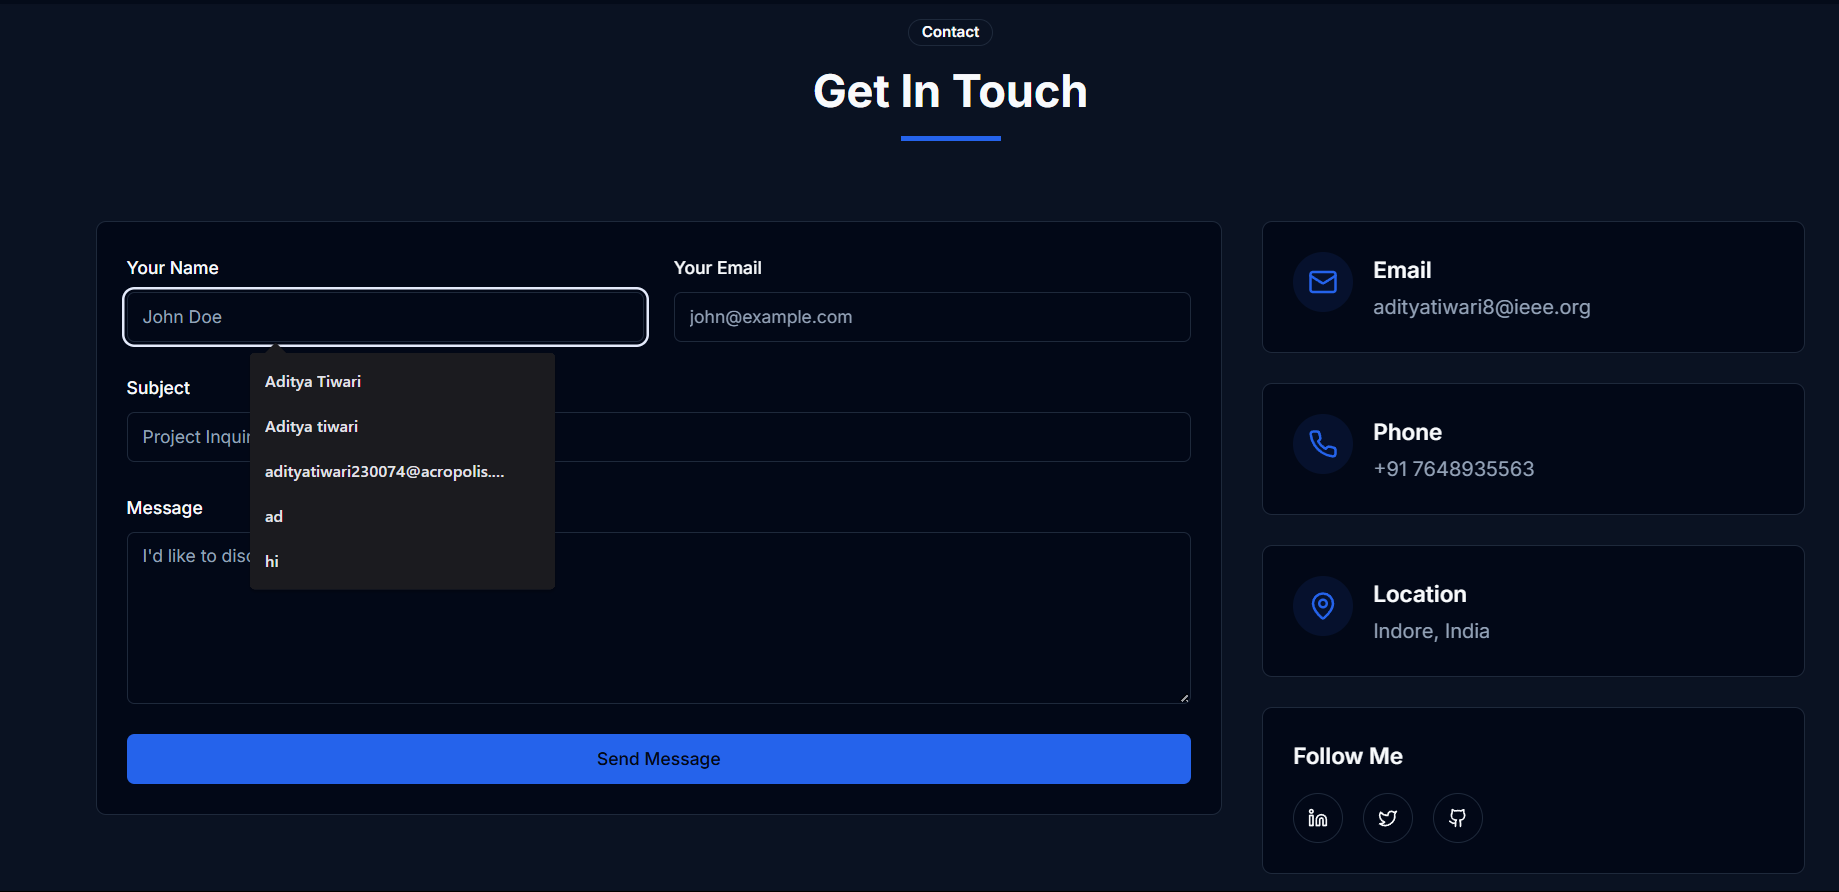 Contact
Get In Touch
Your Name
John Doe
Your Email
john@example.com
Aditya Tiwari
Aditya tiwari
adityatiwari230074@acropolis....
ad
hi
Subject
Project Inquir
Message
I'd like to disc
Send Message
Email
adityatiwari8@ieee.org
Phone
+91 7648935563
Location
Indore, India
Follow Me